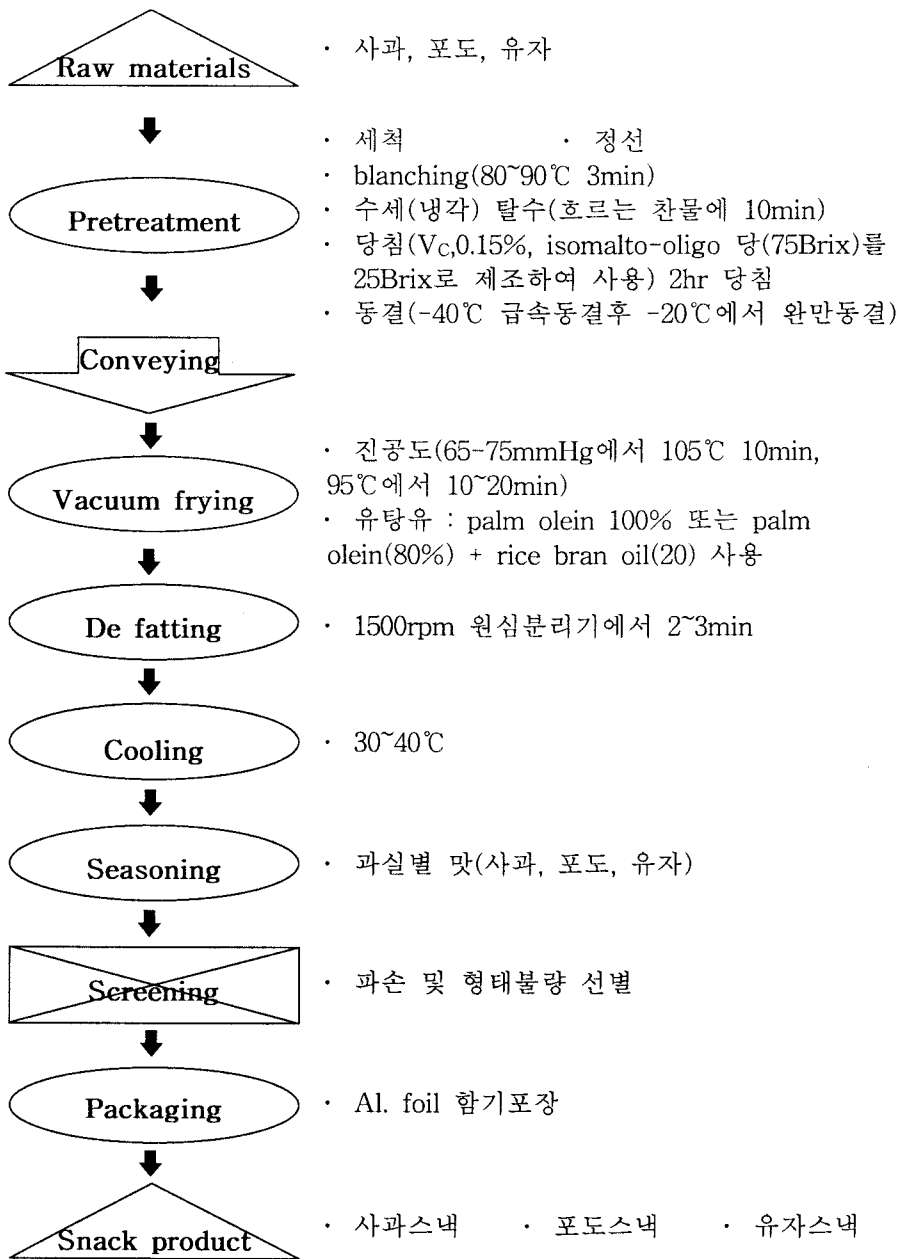 Raw materials
· 사과, 포도, 유자
· 세척 · 정선
· blanching(80~90℃ 3min)
Pretreatment
· 수세(냉각) 탈수(흐르는 찬물에 10min)
· 당침(Vc,0.15%, isomalto-oligo 당(75Brix)를
25Brix로 제조하여 사용) 2hr 당침
· 동결(-40℃ 급속동결후 -20℃에서 완만동결)
Conveying
· 진공도(65-75mmHg에서 105℃ 10min,
95℃에서 10~20min)
Vacuum frying
· 유탕유 : palm olein 100% 또는 palm
olein(80%) + rice bran oil(20) 사용
De fatting
· 1500rpm 원심분리기에서 2~3min
Cooling
· 30~40℃
Seasoning
· 과실별 맛(사과, 포도, 유자)
Screening
· 파손 및 형태불량 선별
Packaging
· Al. foil 함기포장
Snack product
· 사과스낵 · 포도스낵 · 유자스낵